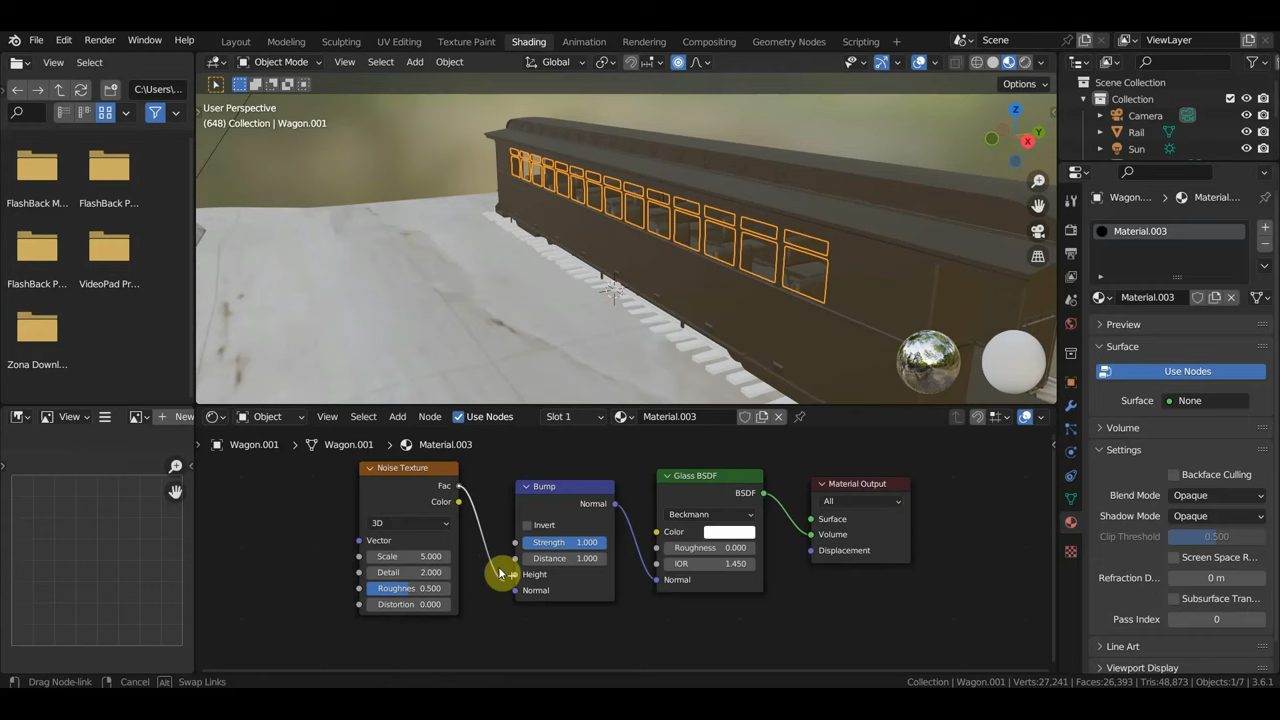 File Edit Render Window Help
Layout Modeling Sculpting UV Editing Texture Paint Shading Animation Rendering Compositing Geometry Nodes Scripting
Scene ViewLayer
View Select
Object Mode View Select Add Object Global
Options
C:\Users\...
User Perspective
(648) Collection | Wagon.001
Z
Y
X
FlashBack M...
FlashBack P...
FlashBack P...
VideoPad Pr...
Zona Downl...
Scene Collection
Collection
Camera
Rail
Sun
Wagon....
Material....
Material.003
Material.003
Preview
Surface
Use Nodes
Surface None
Volume
Settings
Backface Culling
Blend Mode Opaque
Shadow Mode Opaque
Clip Threshold 0.500
Screen Space R...
Refraction D... 0 m
Subsurface Tran...
Pass Index 0
Line Art
Viewport Display
View New
Object View Select Add Node Use Nodes Slot 1 Material.003
Wagon.001 Wagon.001 Material.003
Noise Texture
Fac
Color
3D
Vector
Scale 5.000
Detail 2.000
Roughnes 0.500
Distortion 0.000
Bump
Normal
Invert
Strength 1.000
Distance 1.000
Height
Normal
Glass BSDF
BSDF
Beckmann
Color
Roughness 0.000
IOR 1.450
Normal
Material Output
All
Surface
Volume
Displacement
Drag Node-link Cancel Alt Swap Links
Collection | Wagon.001 | Verts:27,241 | Faces:26,393 | Tris:48,873 | Objects:1/7 | 3.6.1